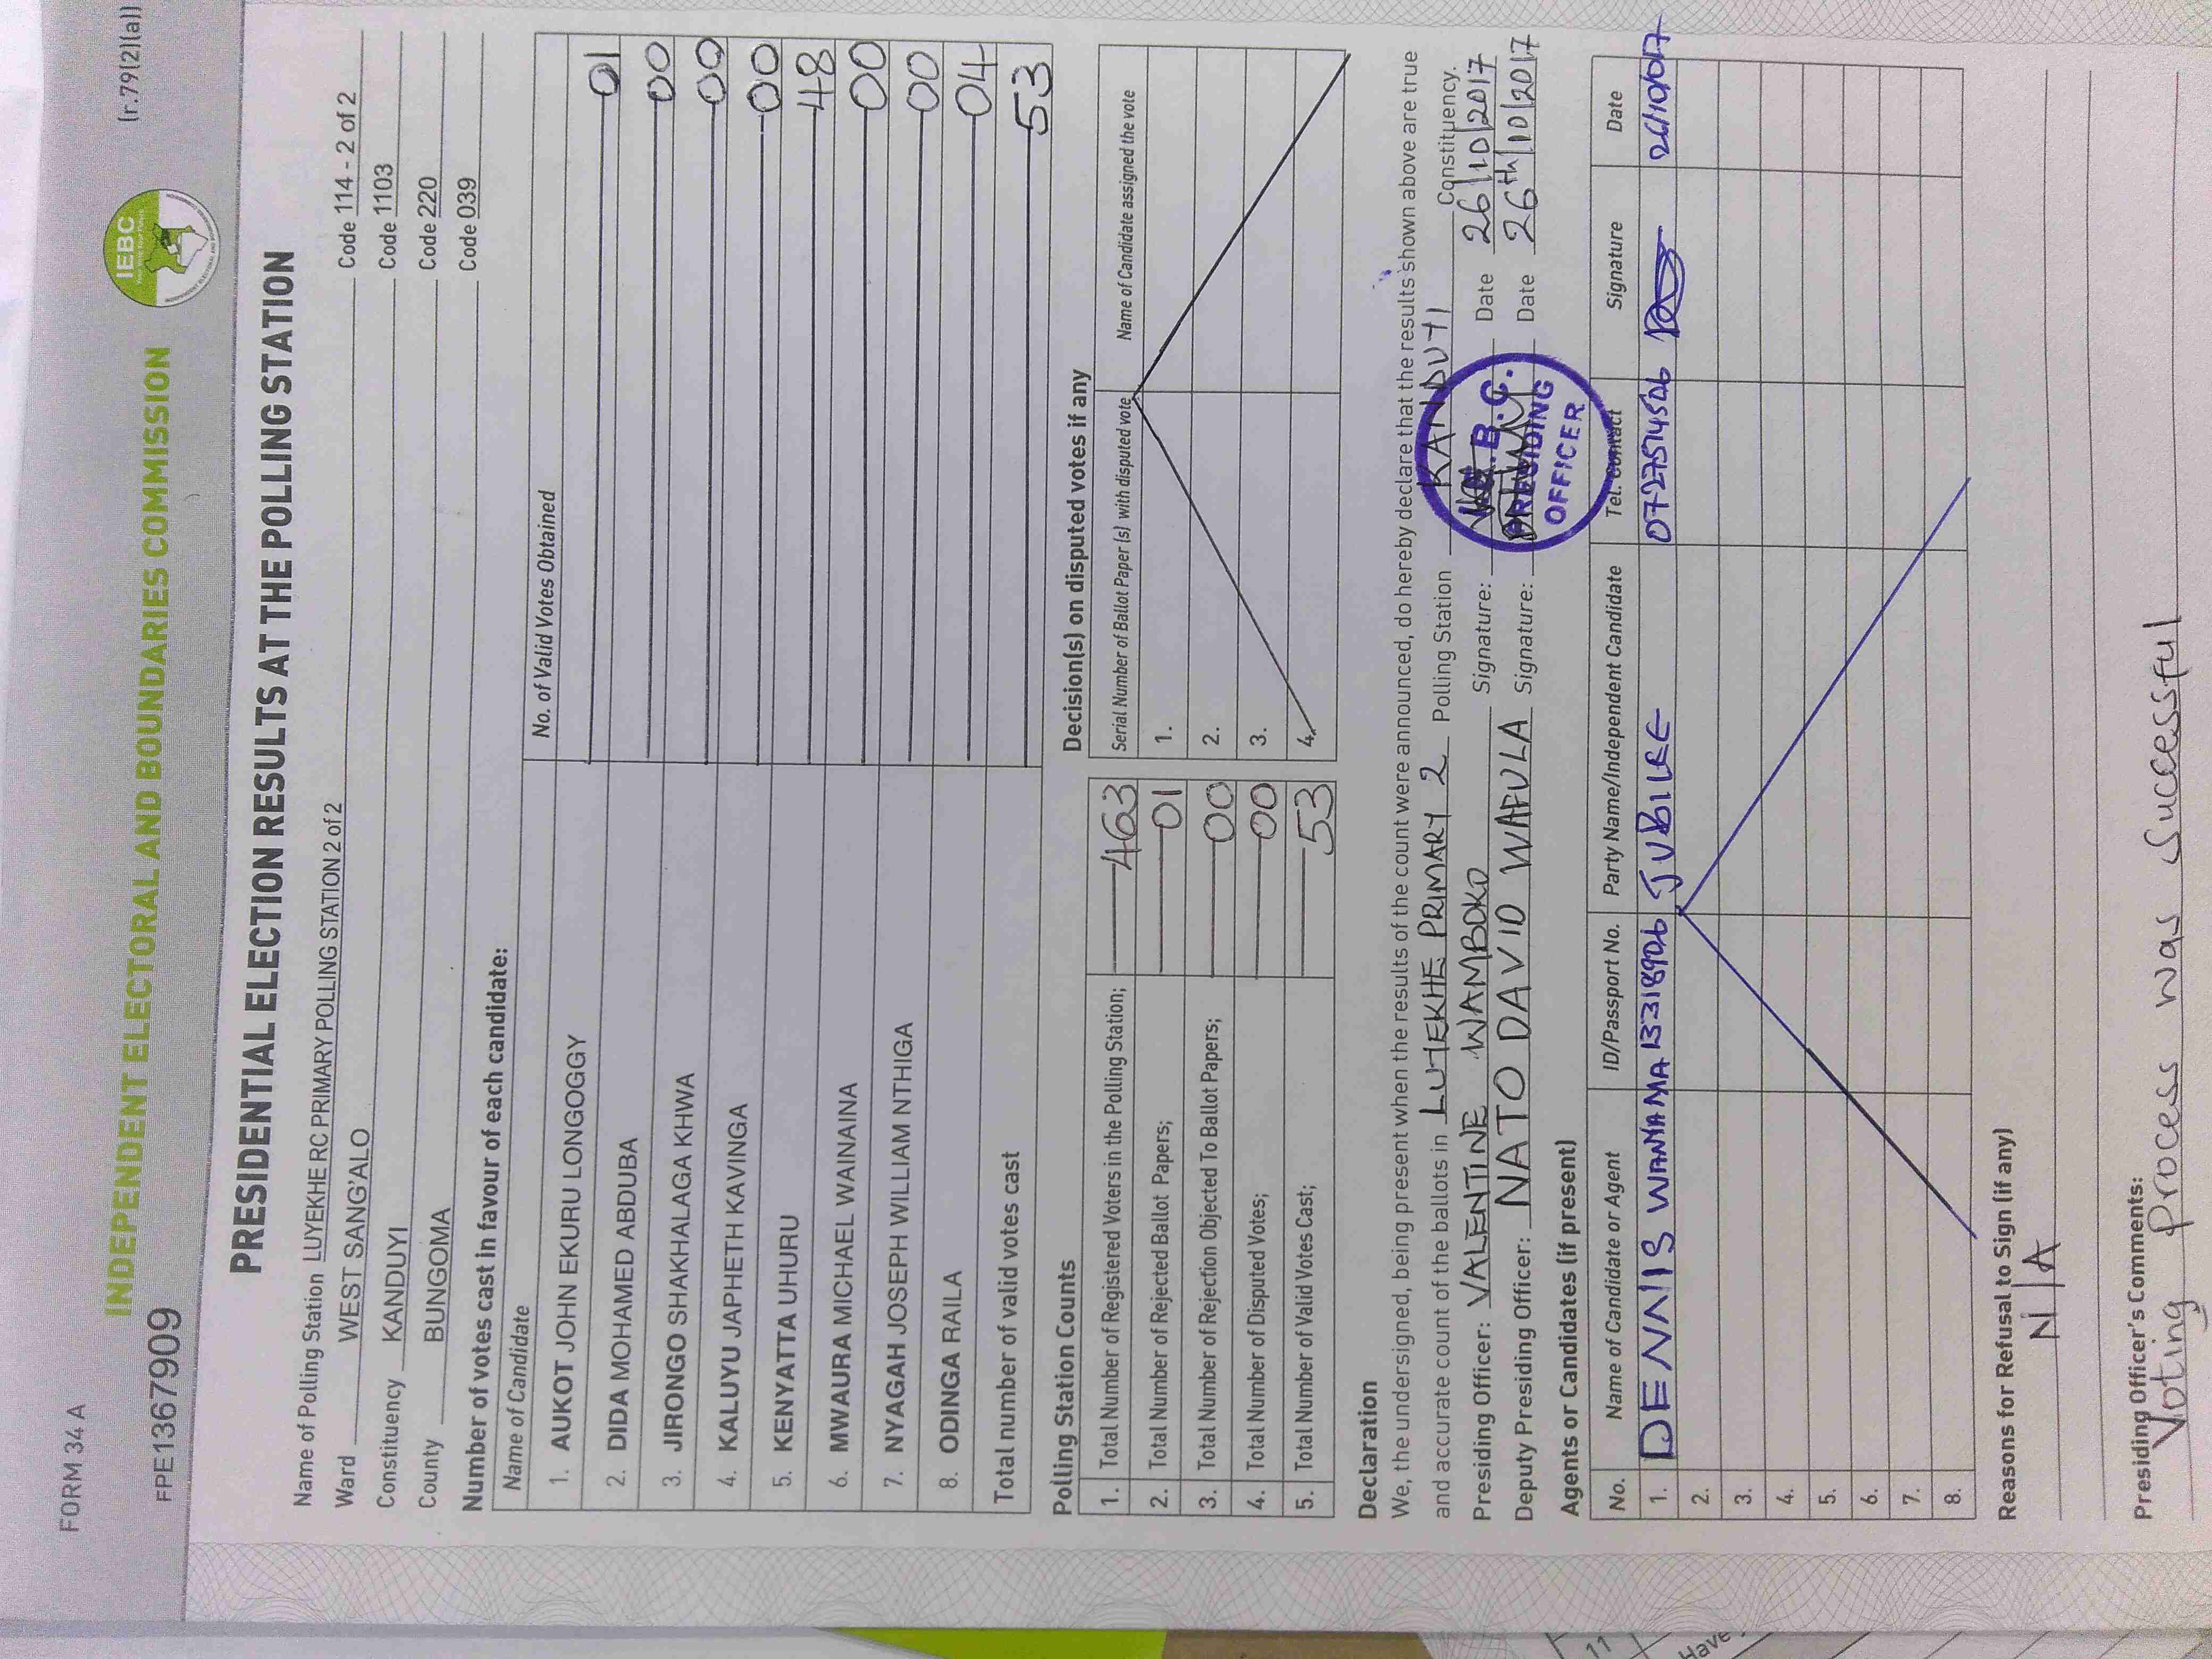 FORM 34 A
(r.79(2)(a))
FPE1367909
INDEPENDENT ELECTORAL AND BOUNDARIES COMMISSION
IEBC
PRESIDENTIAL ELECTION RESULTS AT THE POLLING STATION
Name of Polling Station LUYEKHE RC PRIMARY POLLING STATION 2 of 2 Code 114 - 2 of 2
Ward WEST SANG'ALO Code 1103
Constituency KANDUYI Code 220
County BUNGOMA Code 039
Number of votes cast in favour of each candidate:
Name of Candidate No. of Valid Votes Obtained
1. AUKOT JOHN EKURU LONGOGGY 01
2. DIDA MOHAMED ABDUBA 00
3. JIRONGO SHAKHALAGA KHWA 00
4. KALUYU JAPHETH KAVINGA 00
5. KENYATTA UHURU 48
6. MWAURA MICHAEL WAINAINA 00
7. NYAGAH JOSEPH WILLIAM NTHIGA 00
8. ODINGA RAILA 04
Total number of valid votes cast 53
Polling Station Counts
1. Total Number of Registered Voters in the Polling Station; 463
2. Total Number of Rejected Ballot Papers; 01
3. Total Number of Rejection Objected To Ballot Papers; 00
4. Total Number of Disputed Votes; 00
5. Total Number of Valid Votes Cast; 53
Decision(s) on disputed votes if any
Serial Number of Ballot Paper (s) with disputed vote Name of Candidate assigned the vote
1.
2.
3.
4.
Declaration
We, the undersigned, being present when the results of the count were announced, do hereby declare that the results shown above are true
and accurate count of the ballots in LUYEKHE PRIMARY 2 Polling Station KANDUYI Constituency.
Presiding Officer: VALENTINE WAMBOKO Signature: Date 26/10/2017
Deputy Presiding Officer: NATO DAVID WAFULA Signature: Date 26th/10/2017
PRESIDING
OFFICER
Agents or Candidates (if present)
No. Name of Candidate or Agent ID/Passport No. Party Name/Independent Candidate Tel. Contact Signature Date
1. DENNIS WANYAMA 13318906 JUBILEE 0727574506 26/10/017
2.
3.
4.
5.
6.
7.
8.
Reasons for Refusal to Sign (if any)
N/A
Presiding Officer's Comments:
Voting process was successful
11
Have